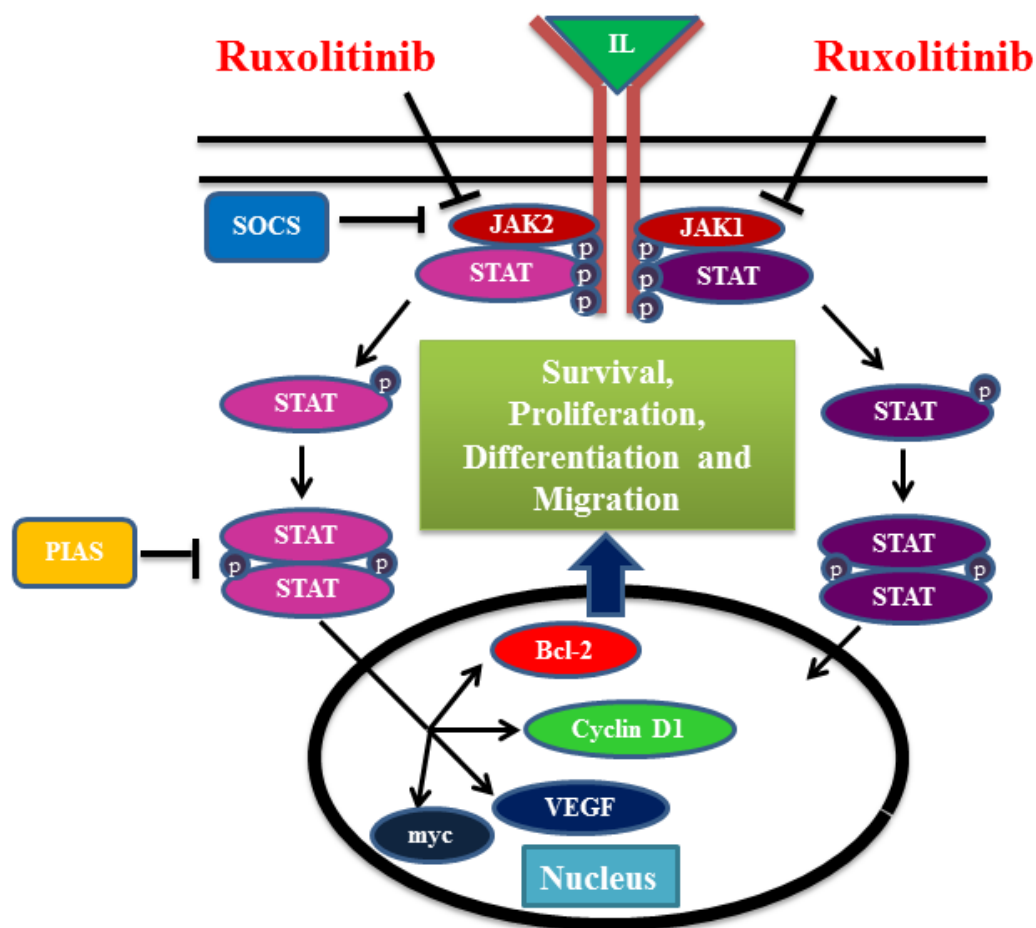 IL
Ruxolitinib
Ruxolitinib
SOCS
JAK2
JAK1
p
p
STAT
STAT
p
p
p
p
Survival,
Proliferation,
Differentiation and
Migration
p
p
STAT
STAT
STAT
STAT
PIAS
p
p
p
p
STAT
STAT
Bcl-2
Cyclin D1
VEGF
myc
Nucleus